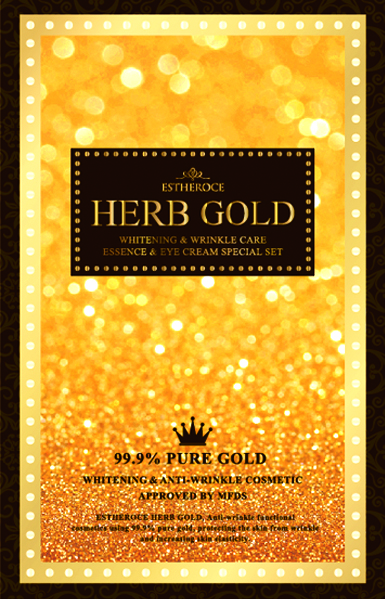 ESTHEROCE
HERB GOLD
WHITENING & WRINKLE CARE
ESSENCE & EYE CREAM SPECIAL SET
99.9% PURE GOLD
WHITENING & ANTI-WRINKLE COSMETIC
APPROVED BY MFDS
ESTHEROCE HERB GOLD, Anti-wrinkle functional
cosmetics using 99.9% pure gold, protecting the skin from wrinkle
and increasing skin elasticity.